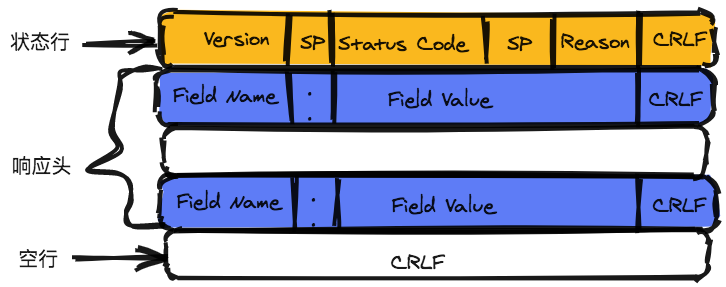 状态行 Version SP Status Code SP Reason CRLF
Field Name : Field Value CRLF
响应头
Field Name : Field Value CRLF
空行 CRLF